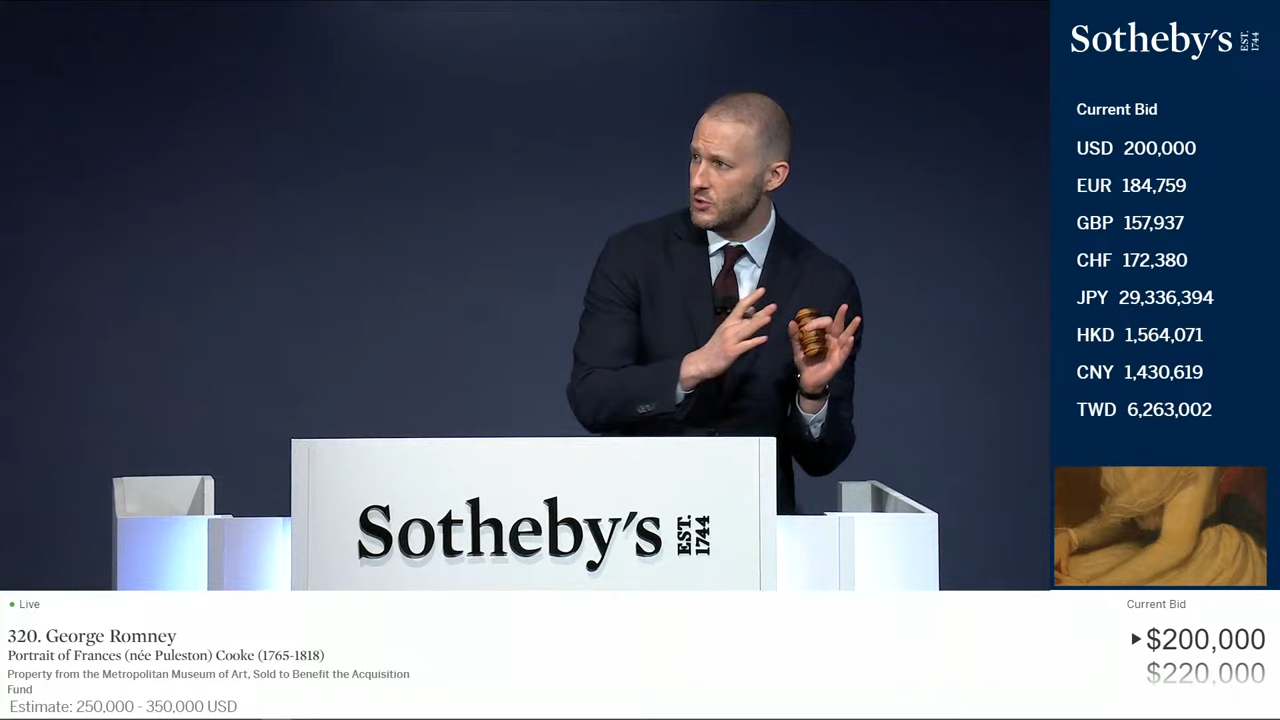 Sotheby's EST. 1744
Current Bid
USD 200,000
EUR 184,759
GBP 157,937
CHF 172,380
JPY 29,336,394
HKD 1,564,071
CNY 1,430,619
TWD 6,263,002
Sotheby's EST. 1744
Live
320. George Romney
Portrait of Frances (née Puleston) Cooke (1765-1818)
Property from the Metropolitan Museum of Art, Sold to Benefit the Acquisition
Fund
Estimate: 250,000 - 350,000 USD
Current Bid
$200,000
$220,000